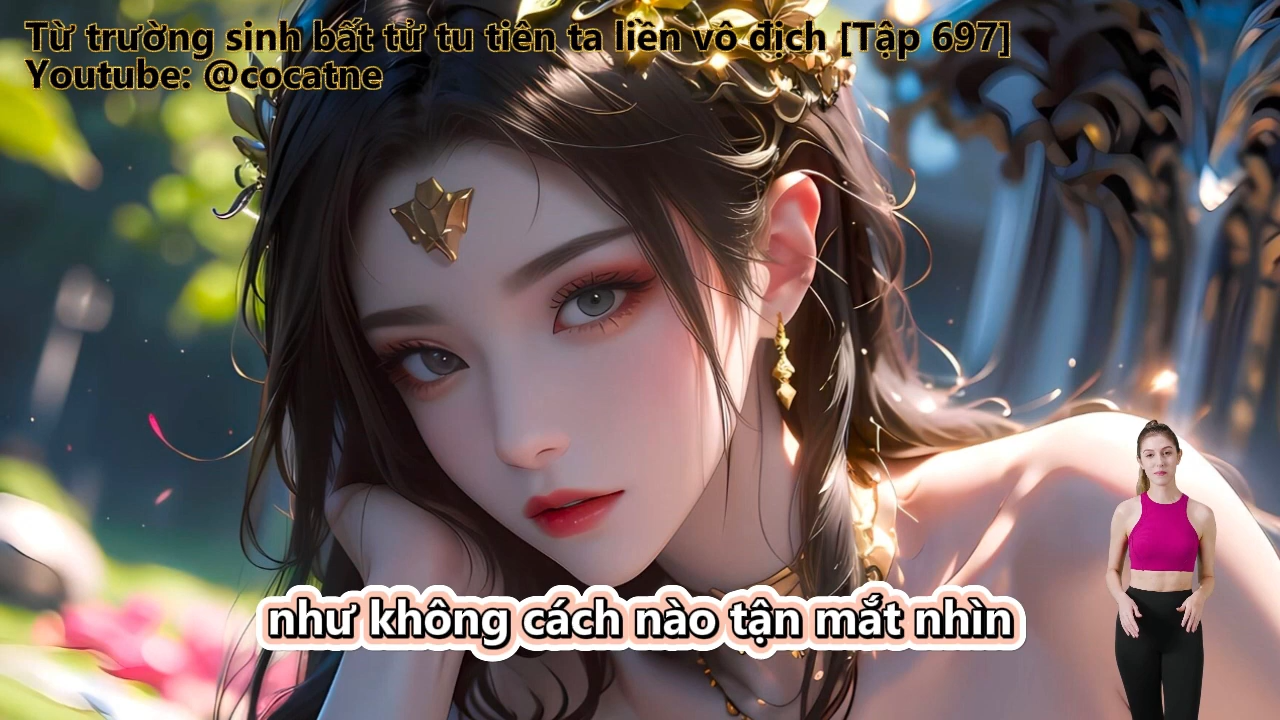 Từ trường sinh bất tử tu tiên ta liền vô địch [Tập 697]
Youtube: @cocatne
như không cách nào tận mắt nhìn